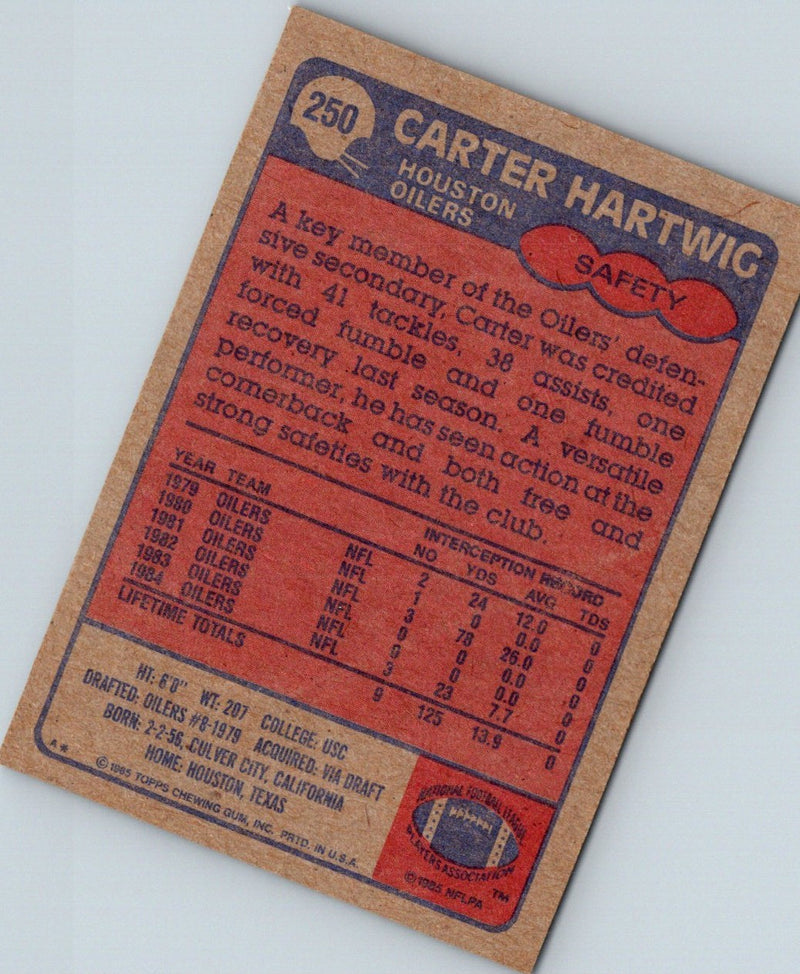 250
CARTER HARTWIG
HOUSTON
OILERS
SAFETY
A key member of the Oilers' defen-
sive secondary, Carter was credited
with 41 tackles, 38 assists, one
forced fumble and one fumble
recovery last season. A versatile
performer, he has seen action at the
cornerback and both free and
strong safeties with the club.
INTERCEPTION RECORD
YEAR TEAM NO YDS AVG TDS
1979 OILERS NFL 2 24 12.0 0
1980 OILERS NFL 1 0 0.0 0
1981 OILERS NFL 3 78 26.0 0
1982 OILERS NFL 0 0 0.0 0
1983 OILERS NFL 0 0 0.0 0
1984 OILERS NFL 3 23 7.7 0
LIFETIME TOTALS 9 125 13.9 0
HT: 6'0" WT: 207 COLLEGE: USC
DRAFTED: OILERS #8-1979 ACQUIRED: VIA DRAFT
BORN: 2-2-56, CULVER CITY, CALIFORNIA
HOME: HOUSTON, TEXAS
A*
© 1985 TOPPS CHEWING GUM, INC. PRTD. IN U.S.A.
NATIONAL FOOTBALL LEAGUE
PLAYERS ASSOCIATION
TM
© 1985 NFLPA